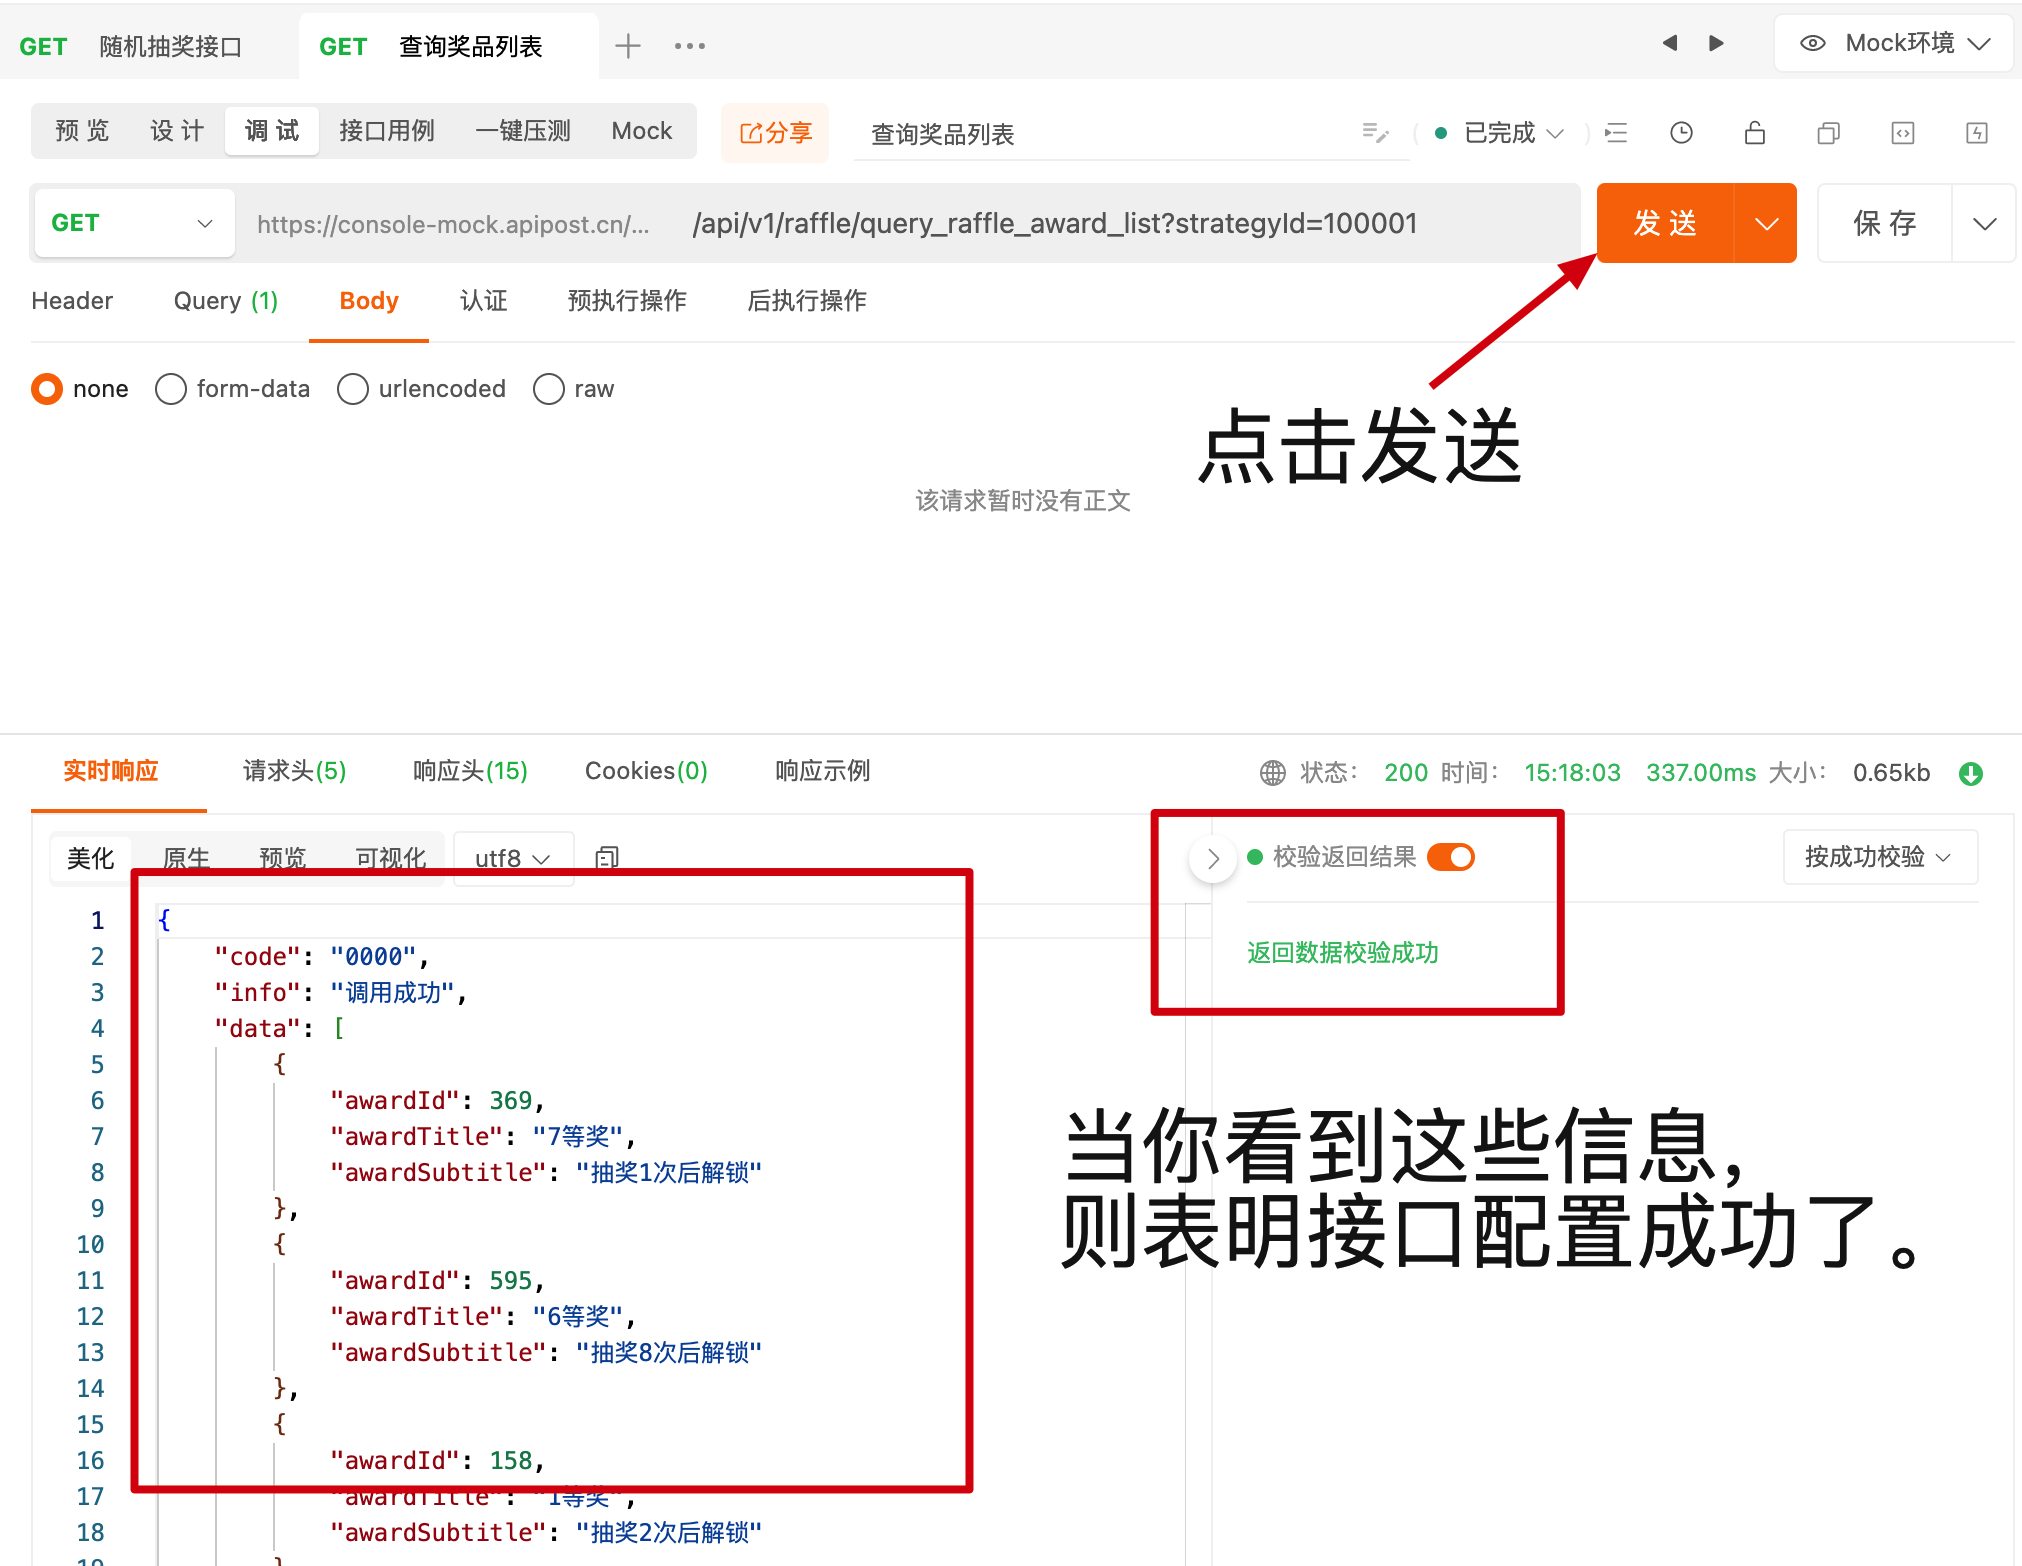 GET 随机抽奖接口 GET 查询奖品列表 Mock环境
预 览 设 计 调 试 接口用例 一键压测 Mock 分享 查询奖品列表 已完成
GET https://console-mock.apipost.cn/... /api/v1/raffle/query_raffle_award_list?strategyId=100001 发 送 保 存
Header Query (1) Body 认证 预执行操作 后执行操作
none form-data urlencoded raw
点击发送
该请求暂时没有正文
实时响应 请求头(5) 响应头(15) Cookies(0) 响应示例 状态： 200 时间： 15:18:03 337.00ms 大小： 0.65kb
美化 原生 预览 可视化 utf8 校验返回结果 按成功校验
返回数据校验成功
1 {
2 "code": "0000",
3 "info": "调用成功",
4 "data": [
5 {
6 "awardId": 369,
7 "awardTitle": "7等奖",
8 "awardSubtitle": "抽奖1次后解锁"
9 },
10 {
11 "awardId": 595,
12 "awardTitle": "6等奖",
13 "awardSubtitle": "抽奖8次后解锁"
14 },
15 {
16 "awardId": 158,
17 "awardTitle": "1等奖",
18 "awardSubtitle": "抽奖2次后解锁"
19 }
当你看到这些信息，
则表明接口配置成功了。